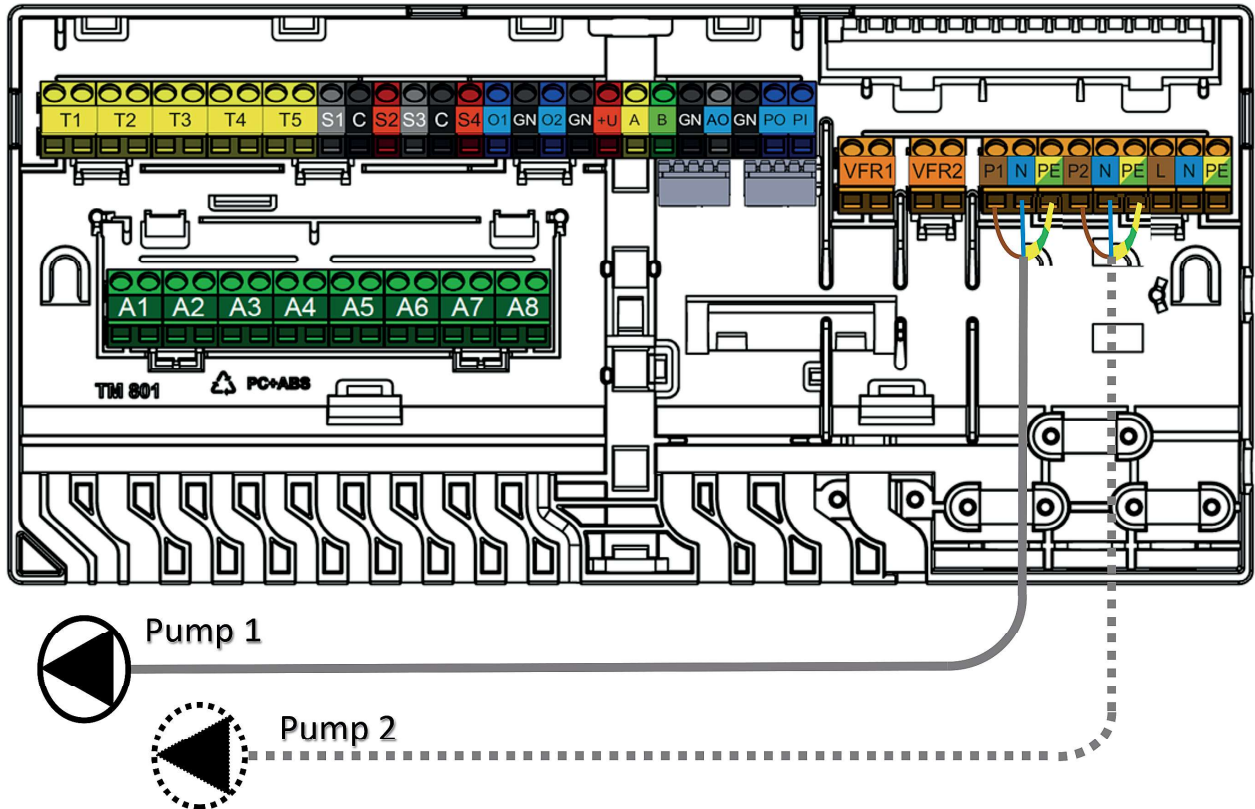 T1 T2 T3 T4 T5 S1 C S2 S3 C S4 O1 GN O2 GN +U A B GN AO GN PO PI
VFR1 VFR2 P1 N PE P2 N PE L N PE
A1 A2 A3 A4 A5 A6 A7 A8
TM 801 PC+ABS
Pump 1
Pump 2